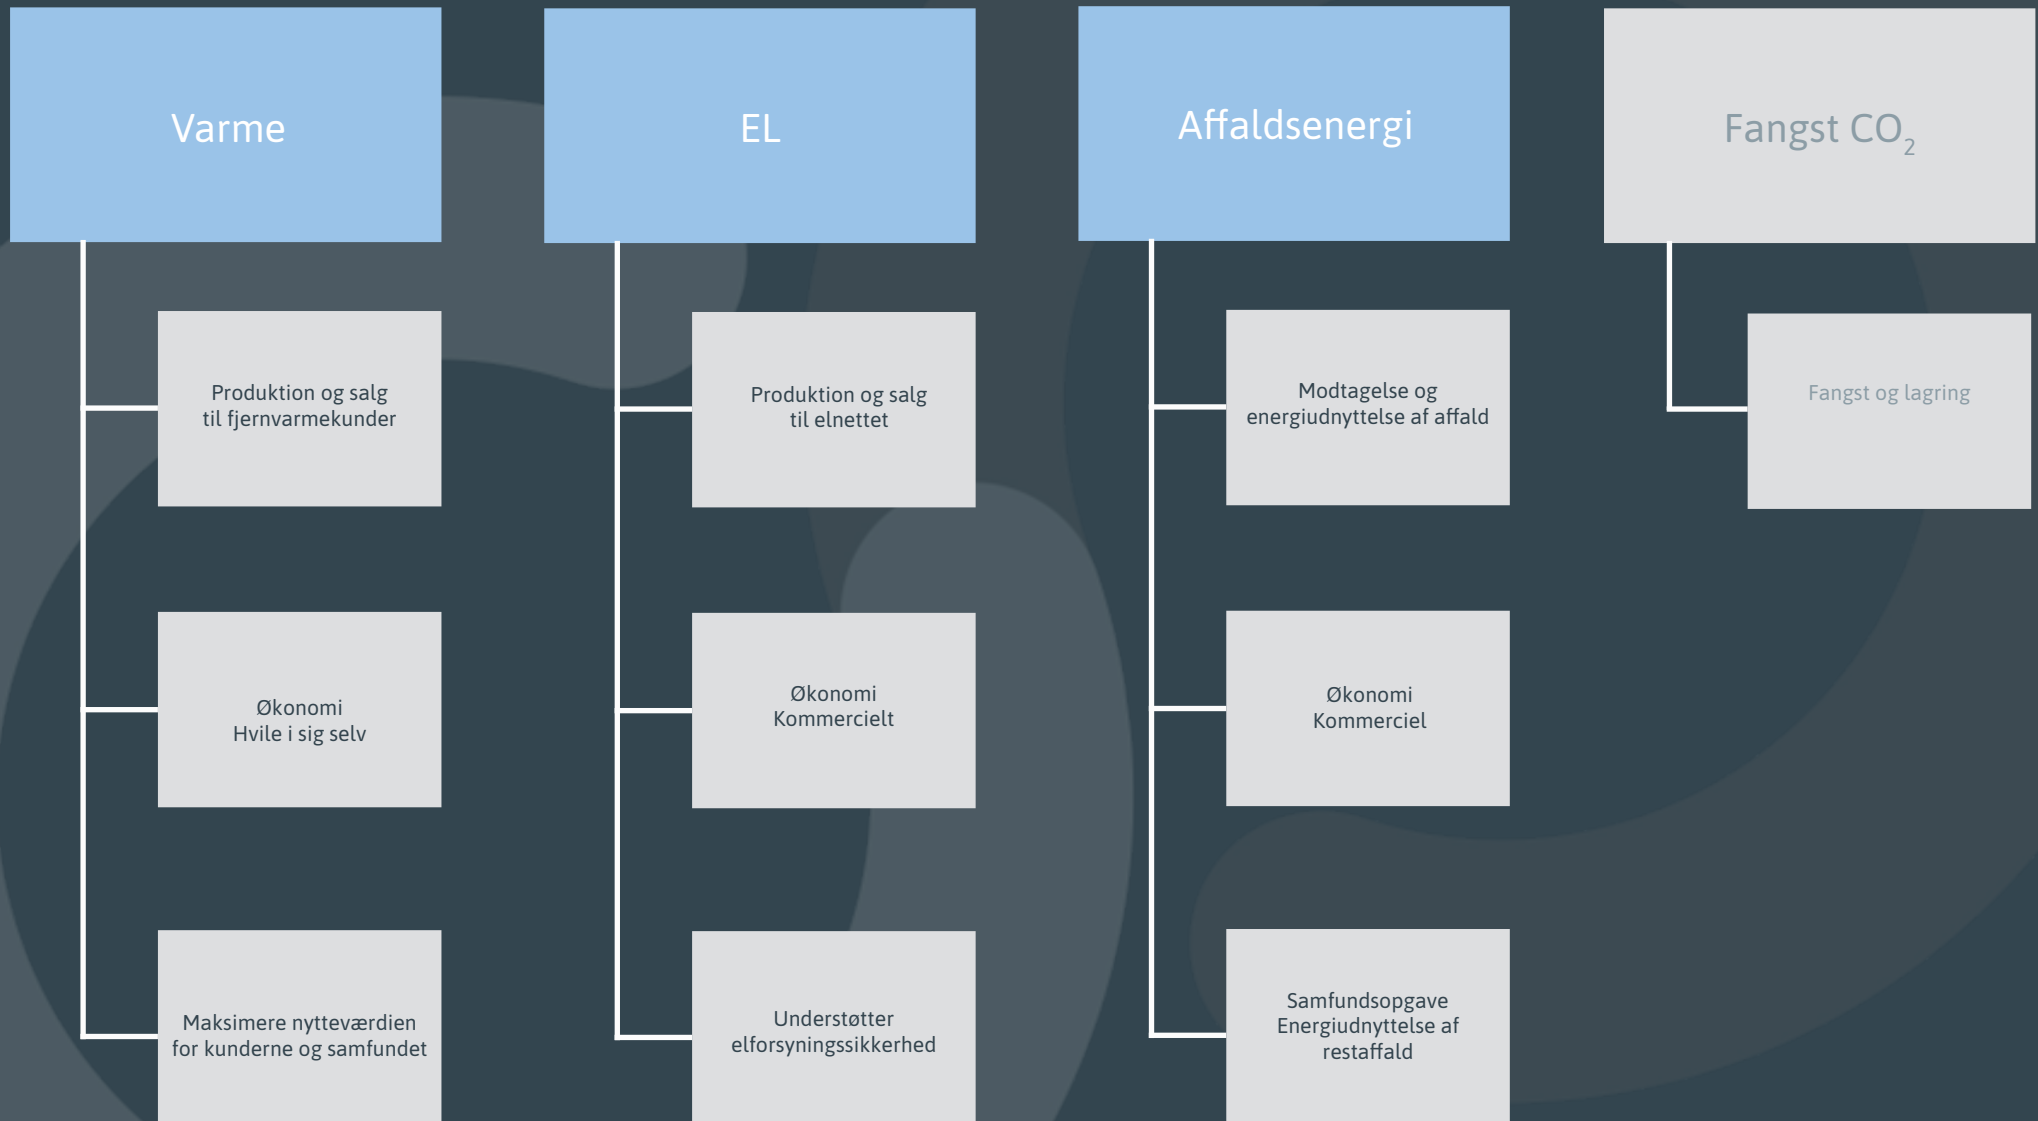 Varme
Produktion og salg
til fjernvarmekunder
Økonomi
Hvile i sig selv
Maksimere nytteværdien
for kunderne og samfundet
EL
Produktion og salg
til elnettet
Økonomi
Kommercielt
Understøtter
elforsyningssikkerhed
Affaldsenergi
Modtagelse og
energiudnyttelse af affald
Økonomi
Kommerciel
Samfundsopgave
Energiudnyttelse af
restaffald
Fangst CO₂
Fangst og lagring